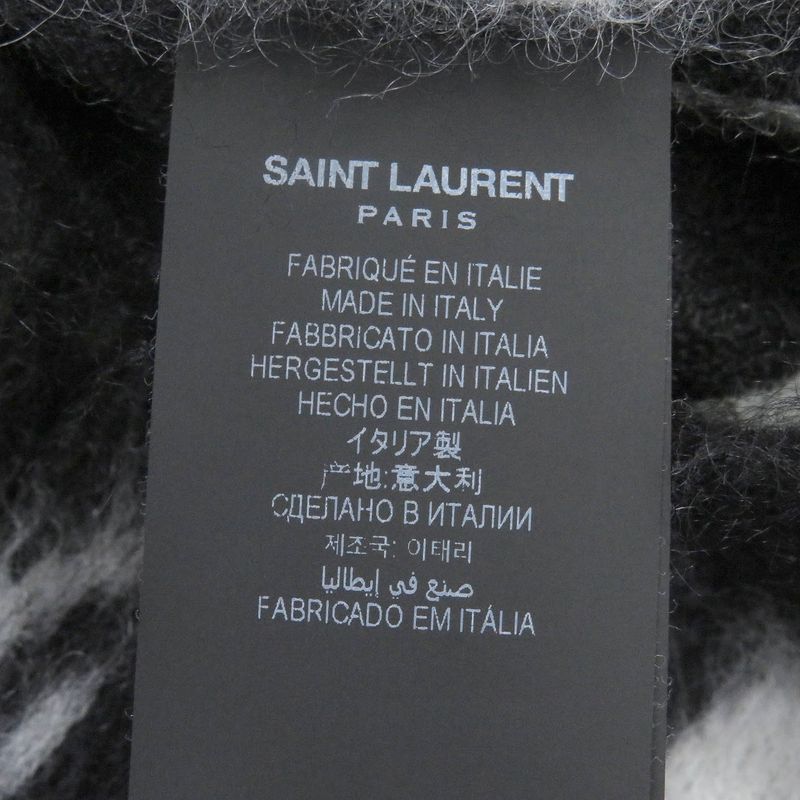 SAINT LAURENT
PARIS
FABRIQUÉ EN ITALIE
MADE IN ITALY
FABBRICATO IN ITALIA
HERGESTELLT IN ITALIEN
HECHO EN ITALIA
イタリア製
产地:意大利
СДЕЛАНО В ИТАЛИИ
제조국: 이태리
صنع في إيطاليا
FABRICADO EM ITÁLIA